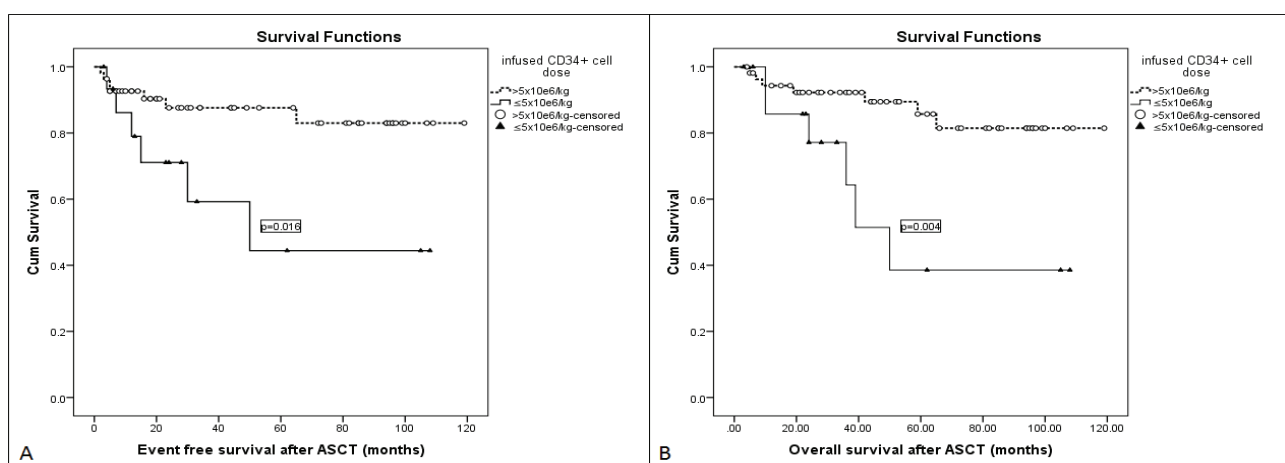 Survival Functions
infused CD34+ cell
dose
>5x10e6/kg
≤5x10e6/kg
>5x10e6/kg-censored
≤5x10e6/kg-censored
1.0
0.8
0.6
0.4
0.2
0.0
Cum Survival
p=0.016
0 20 40 60 80 100 120
Event free survival after ASCT (months)
A
Survival Functions
infused CD34+ cell
dose
>5x10e6/kg
≤5x10e6/kg
>5x10e6/kg-censored
≤5x10e6/kg-censored
1.0
0.8
0.6
0.4
0.2
0.0
Cum Survival
p=0.004
.00 20.00 40.00 60.00 80.00 100.00 120.00
Overall survival after ASCT (months)
B